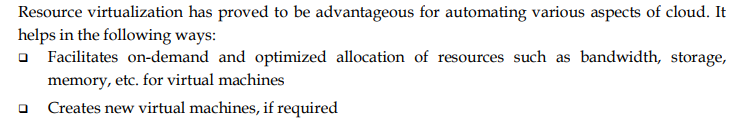 Resource virtualization has proved to be advantageous for automating various aspects of cloud. It
helps in the following ways:
❑ Facilitates on-demand and optimized allocation of resources such as bandwidth, storage,
memory, etc. for virtual machines
❑ Creates new virtual machines, if required